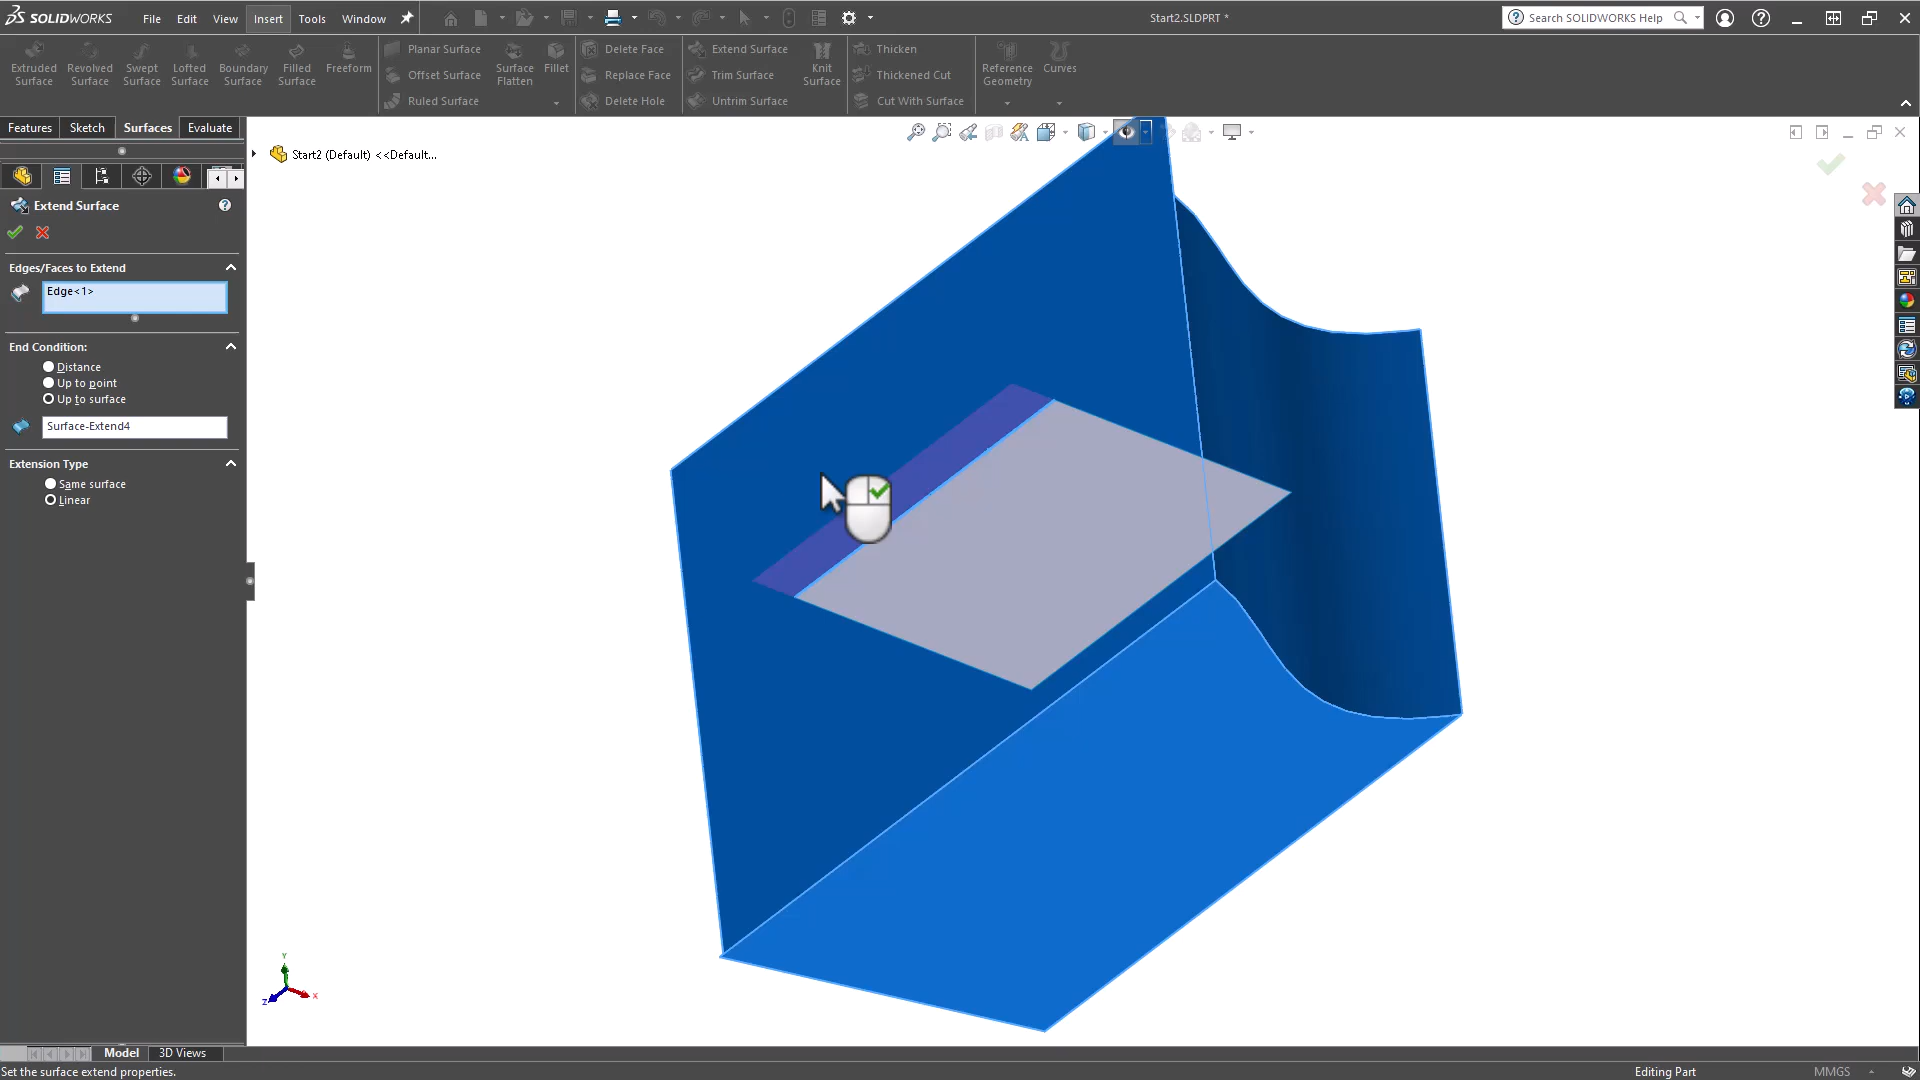 SOLIDWORKS
File Edit View Insert Tools Window
Start2.SLDPRT *
Search SOLIDWORKS Help
Extruded Surface
Revolved Surface
Swept Surface
Lofted Surface
Boundary Surface
Filled Surface
Freeform
Planar Surface
Offset Surface
Ruled Surface
Surface Flatten
Fillet
Delete Face
Replace Face
Delete Hole
Extend Surface
Trim Surface
Untrim Surface
Knit Surface
Thicken
Thickened Cut
Cut With Surface
Reference Geometry
Curves
Features Sketch Surfaces Evaluate
Start2 (Default) <<Default...
Extend Surface
Edges/Faces to Extend
Edge<1>
End Condition:
Distance
Up to point
Up to surface
Surface-Extend4
Extension Type
Same surface
Linear
Y
Z
X
Model 3D Views
Set the surface extend properties.
Editing Part
MMGS